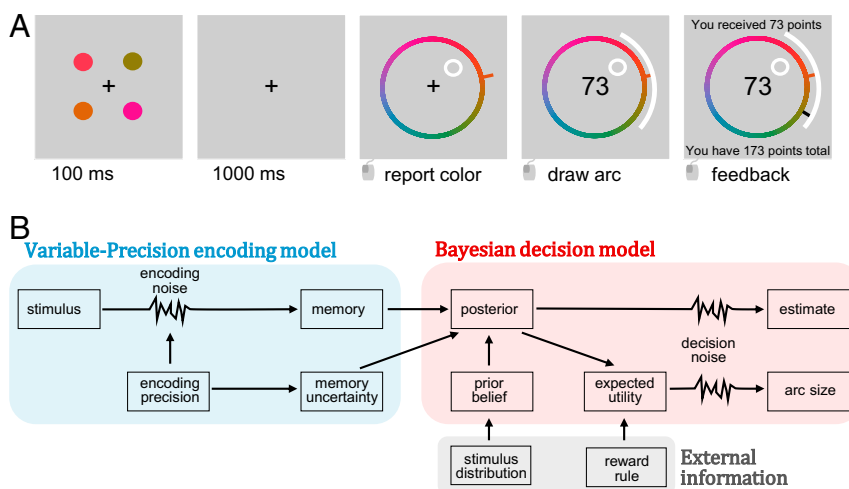 A
You received 73 points
+
+
+
73
73
You have 173 points total
100 ms
1000 ms
report color
draw arc
feedback
B
Variable-Precision encoding model
Bayesian decision model
encoding
noise
stimulus
memory
posterior
estimate
decision
noise
encoding
precision
memory
uncertainty
prior
belief
expected
utility
arc size
stimulus
distribution
reward
rule
External
information